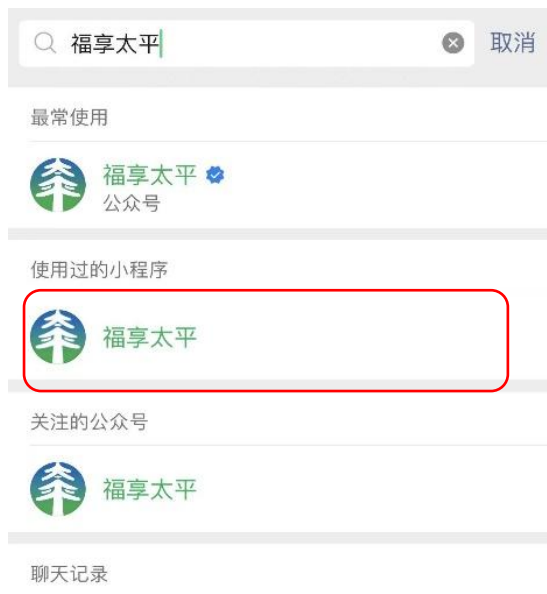 福享太平
取消
最常使用
福享太平
公众号
使用过的小程序
福享太平
关注的公众号
福享太平
聊天记录